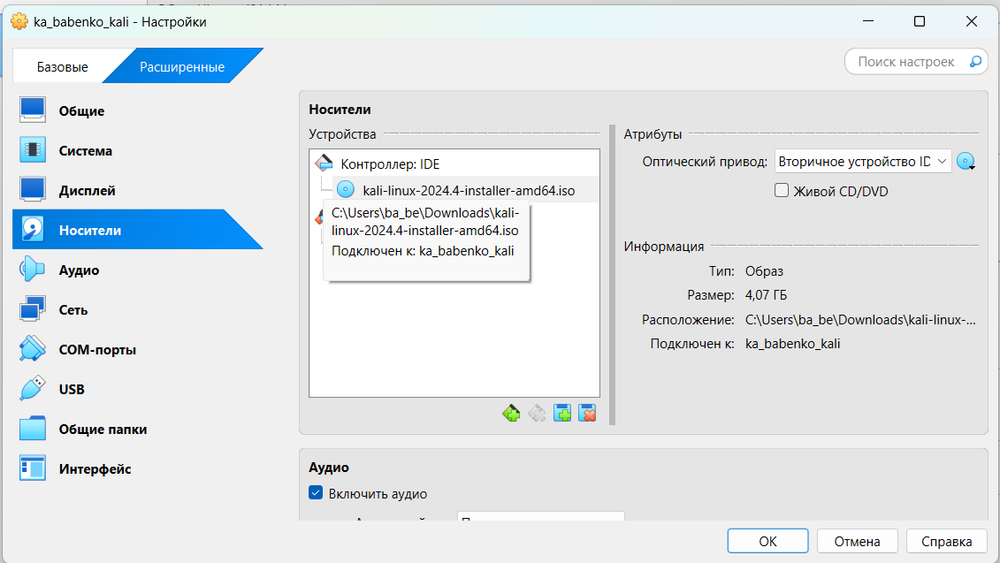 ka_babenko_kali - Настройки
Базовые
Расширенные
Поиск настроек
Общие
Система
Дисплей
Носители
Аудио
Сеть
COM-порты
USB
Общие папки
Интерфейс
Носители
Устройства
Контроллер: IDE
kali-linux-2024.4-installer-amd64.iso
C:\Users\ba_be\Downloads\kali-
linux-2024.4-installer-amd64.iso
Подключен к: ka_babenko_kali
Атрибуты
Оптический привод: Вторичное устройство ID
Живой CD/DVD
Информация
Тип: Образ
Размер: 4,07 ГБ
Расположение: C:\Users\ba_be\Downloads\kali-linux-...
Подключен к: ka_babenko_kali
Аудио
Включить аудио
OK
Отмена
Справка